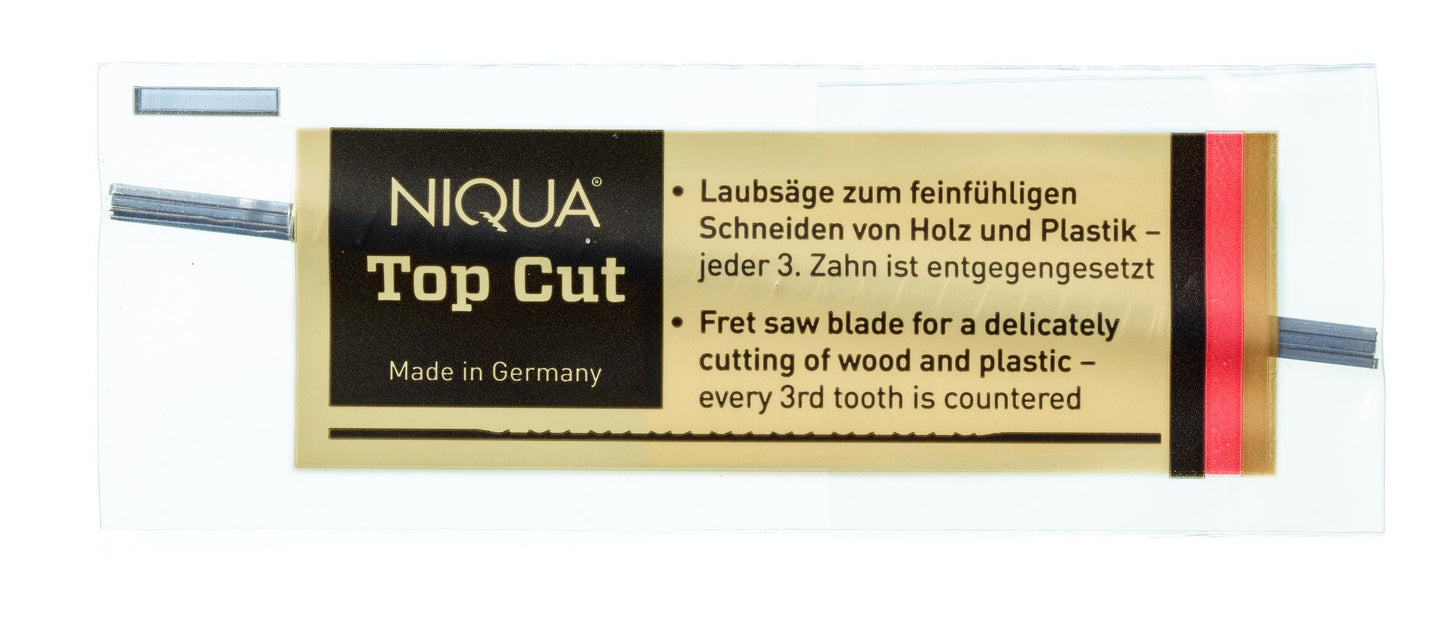 NIQUA®
Top Cut
Made in Germany
• Laubsäge zum feinfühligen
Schneiden von Holz und Plastik –
jeder 3. Zahn ist entgegengesetzt
• Fret saw blade for a delicately
cutting of wood and plastic –
every 3rd tooth is countered